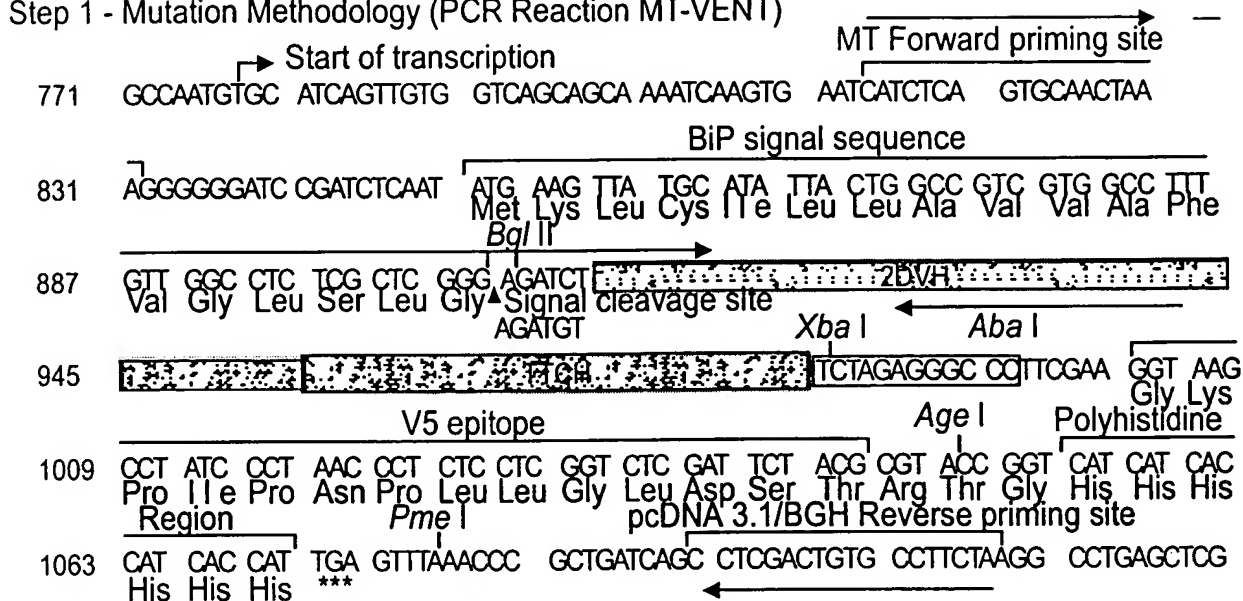 Step 1 - Mutation Methodology (PCR Reaction MT-VENT)
Start of transcription
MT Forward priming site
771 GCCAATGTGC ATCAGTTGTG GTCAGCAGCA AAATCAAGTG AATCATCTCA GTGCAACTAA
BiP signal sequence
831 AGGGGGGATC CGATCTCAAT ATG AAG TTA TGC ATA TTA CTG GCC GTC GTG GCC TTT
Met Lys Leu Cys Ile Leu Leu Ala Val Val Ala Phe
Bgl II
887 GTT GGC CTC TCG CTC GGG AGATCT 2DVH
Val Gly Leu Ser Leu Gly Signal cleavage site
AGATGT
Xba I Aba I
945 TCTAGAGGGC CC TTCGAA GGT AAG
Gly Lys
V5 epitope Age I Polyhistidine
1009 CCT ATC CCT AAC CCT CTC CTC GGT CTC GAT TCT ACG CGT ACC GGT CAT CAT CAC
Pro Ile Pro Asn Pro Leu Leu Gly Leu Asp Ser Thr Arg Thr Gly His His His
Region Pme I pcDNA 3.1/BGH Reverse priming site
1063 CAT CAC CAT TGA GTTTAAACCC GCTGATCAGC CTCGACTGTG CCTTCTAAGG CCTGAGCTCG
His His His ***